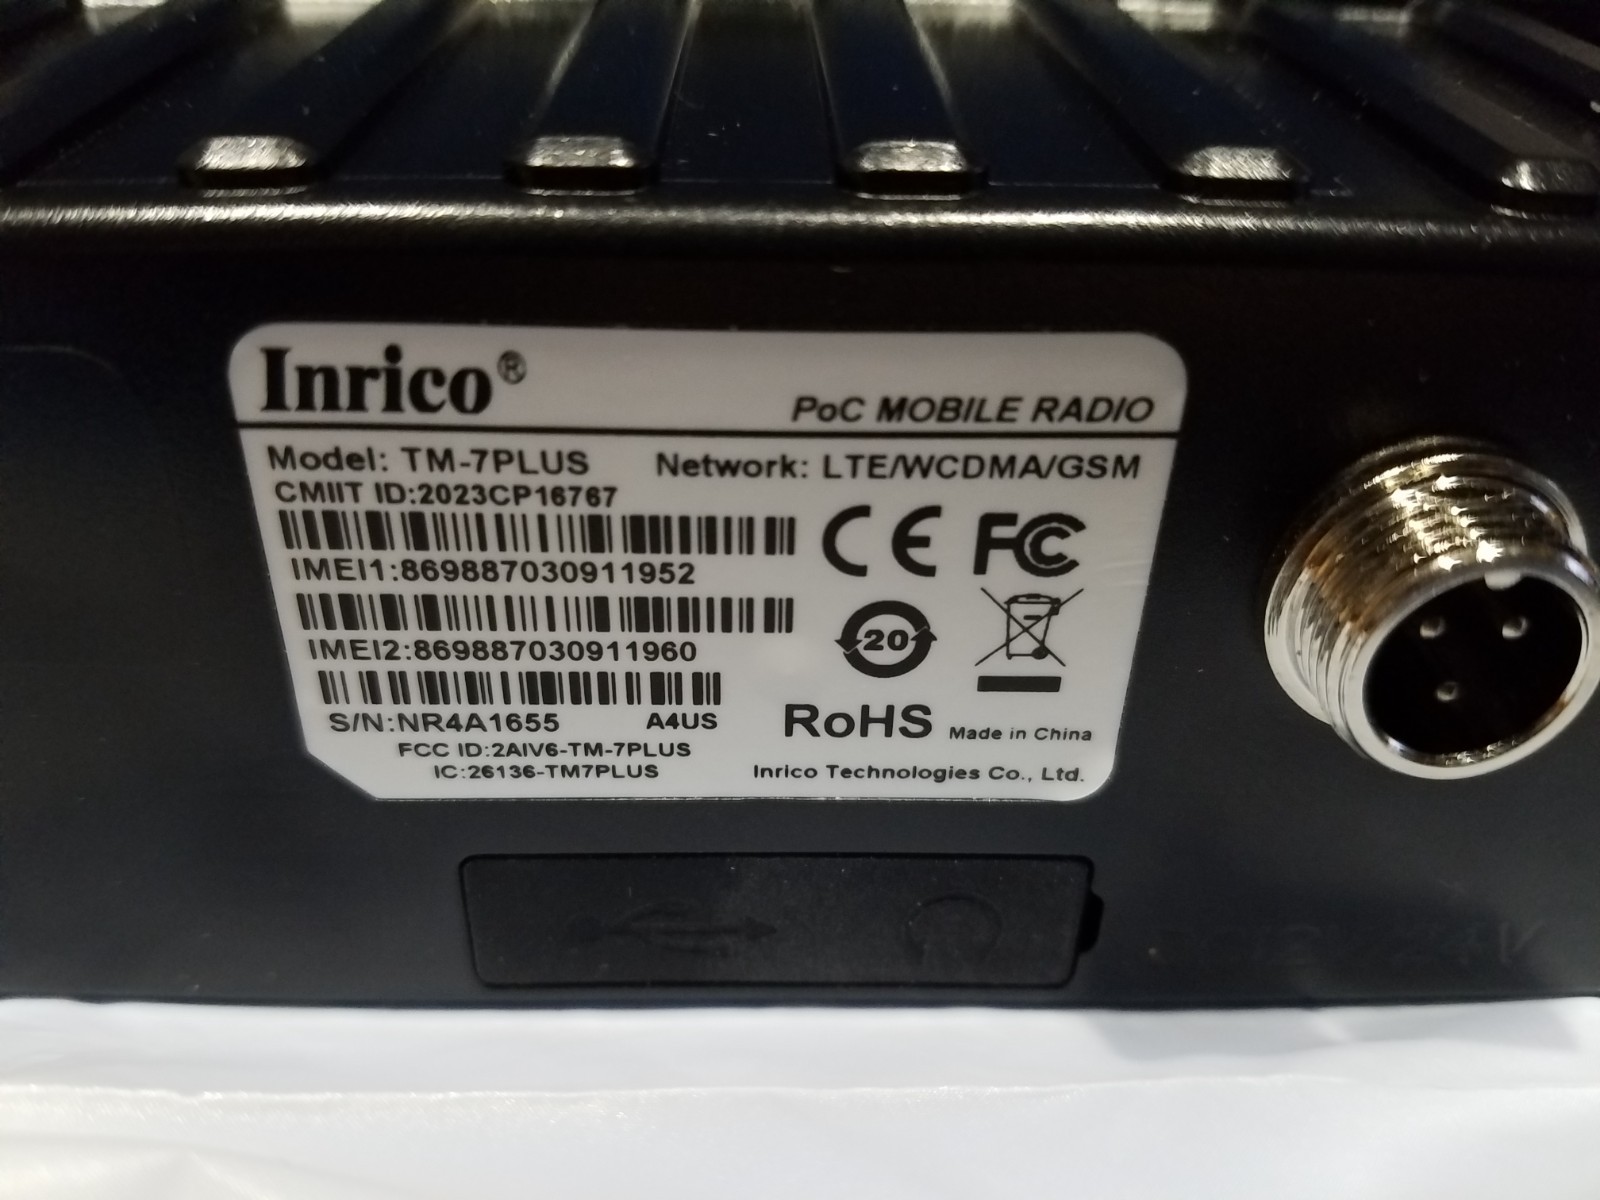 Inrico®
PoC MOBILE RADIO
Model: TM-7PLUS Network: LTE/WCDMA/GSM
CMIIT ID:2023CP16767
CE FC
IMEI1:869887030911952
20
IMEI2:869887030911960
S/N:NR4A1655 A4US
RoHS Made in China
FCC ID:2AIV6-TM-7PLUS
IC:26136-TM7PLUS
Inrico Technologies Co., Ltd.